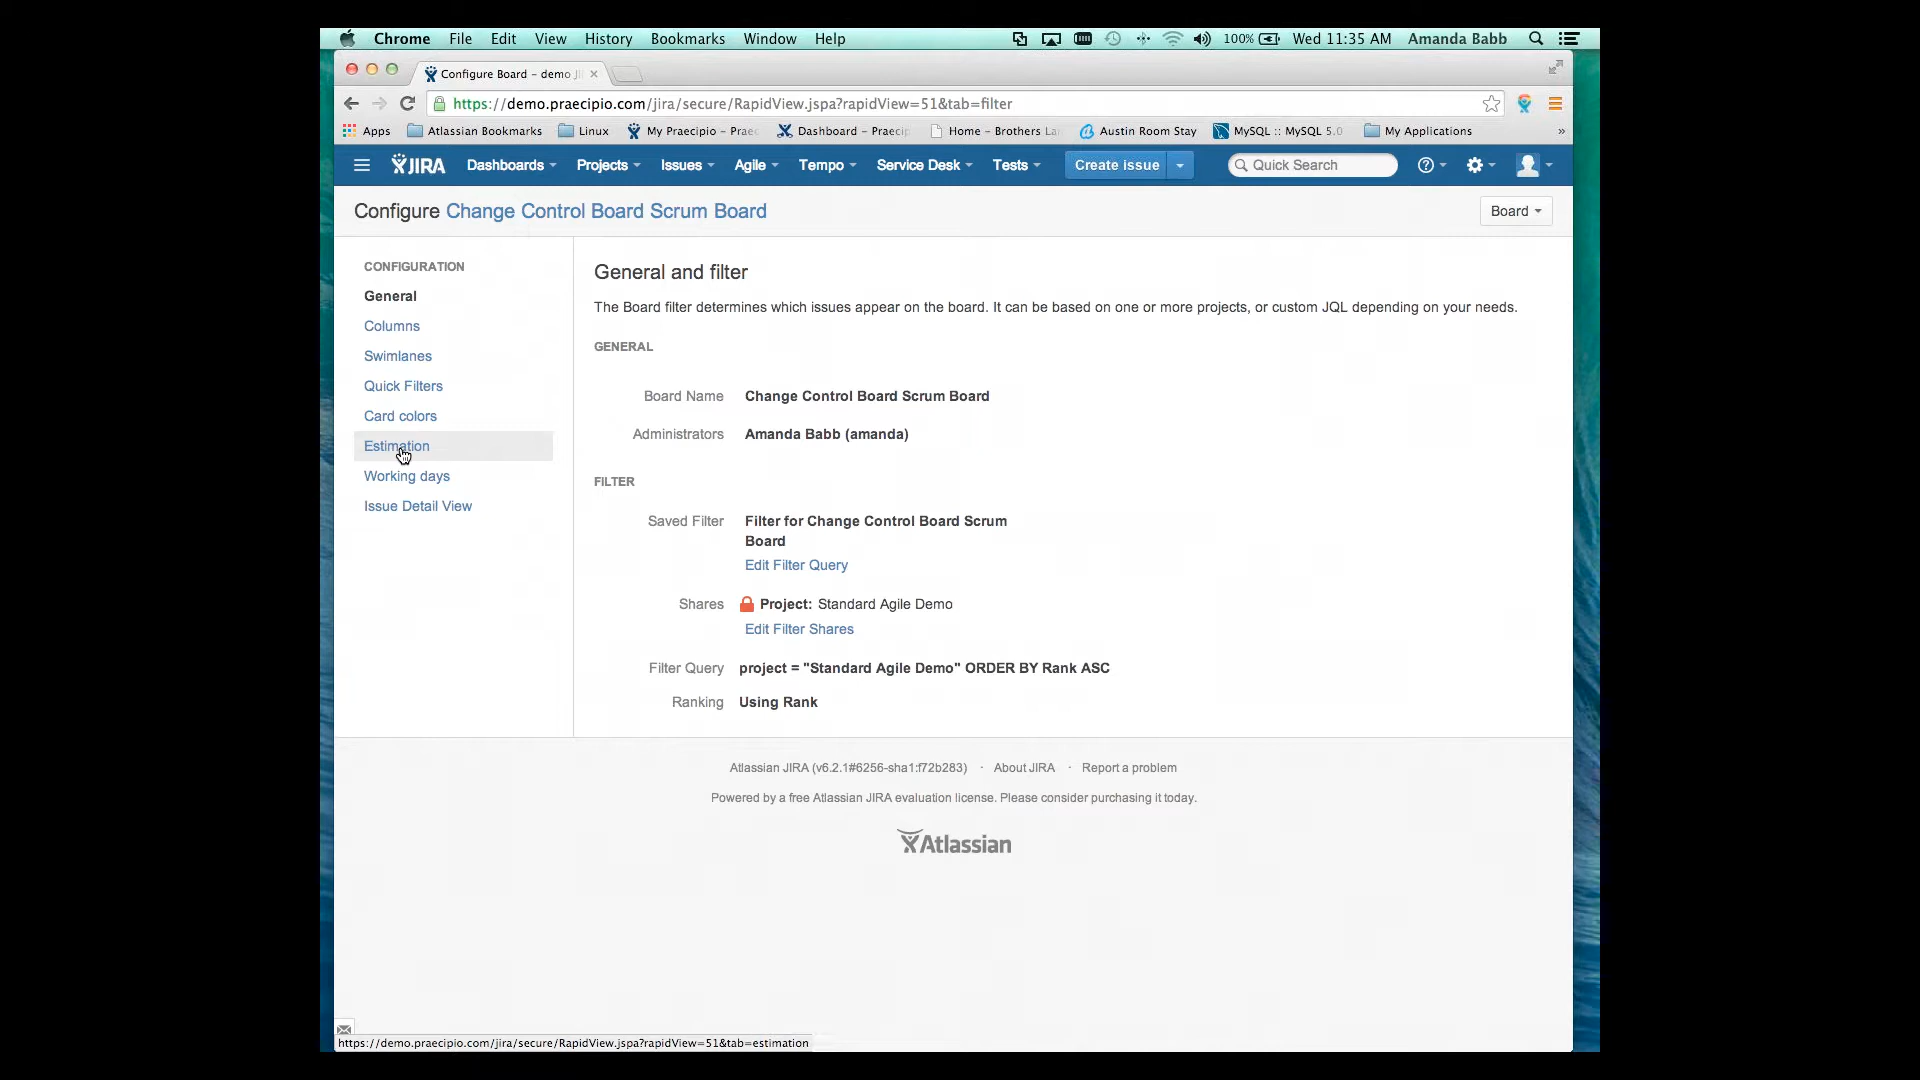 Chrome File Edit View History Bookmarks Window Help 100% Wed 11:35 AM Amanda Babb
Configure Board - demo JI
https://demo.praecipio.com/jira/secure/RapidView.jspa?rapidView=51&tab=filter
Apps Atlassian Bookmarks Linux My Praecipio – Prae Dashboard – Praecip Home – Brothers La Austin Room Stay MySQL :: MySQL 5.0 My Applications »
JIRA Dashboards Projects Issues Agile Tempo Service Desk Tests Create issue Quick Search
Configure Change Control Board Scrum Board Board
CONFIGURATION
General
Columns
Swimlanes
Quick Filters
Card colors
Estimation
Working days
Issue Detail View
General and filter
The Board filter determines which issues appear on the board. It can be based on one or more projects, or custom JQL depending on your needs.
GENERAL
Board Name Change Control Board Scrum Board
Administrators Amanda Babb (amanda)
FILTER
Saved Filter Filter for Change Control Board Scrum
Board
Edit Filter Query
Shares Project: Standard Agile Demo
Edit Filter Shares
Filter Query project = "Standard Agile Demo" ORDER BY Rank ASC
Ranking Using Rank
Atlassian JIRA (v6.2.1#6256-sha1:f72b283) · About JIRA · Report a problem
Powered by a free Atlassian JIRA evaluation license. Please consider purchasing it today.
Atlassian
https://demo.praecipio.com/jira/secure/RapidView.jspa?rapidView=51&tab=estimation